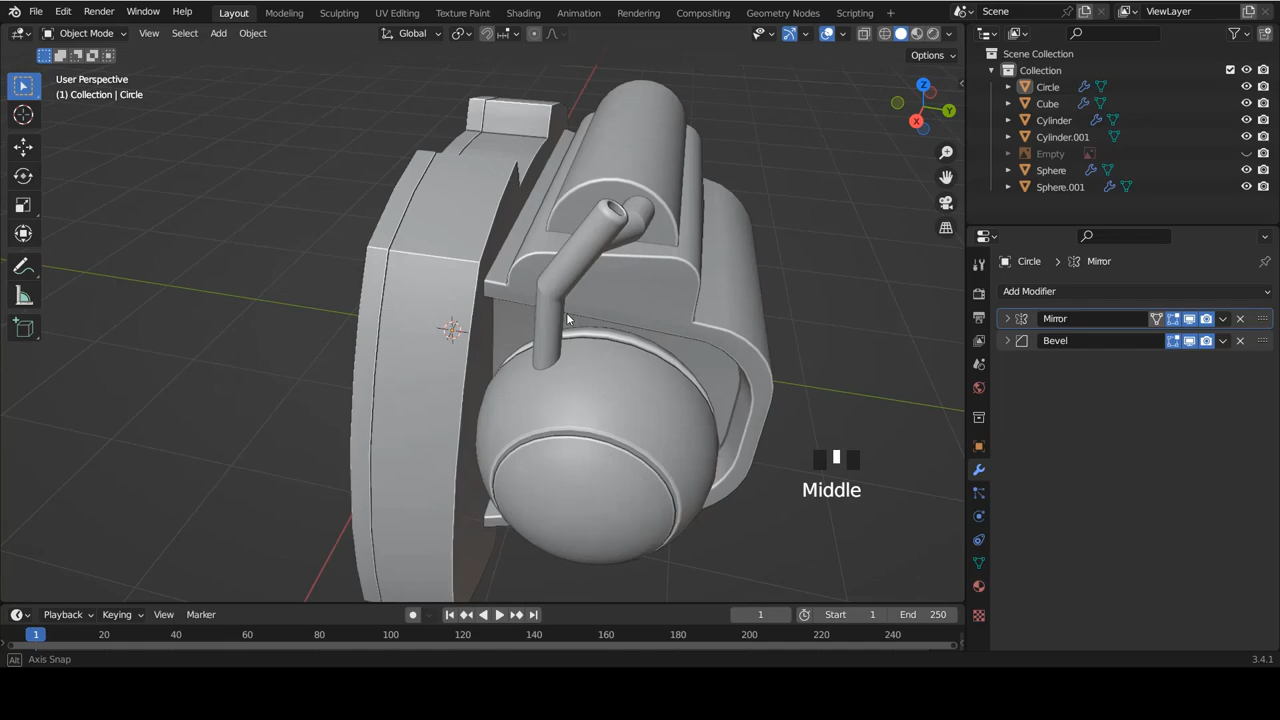 File Edit Render Window Help Layout Modeling Sculpting UV Editing Texture Paint Shading Animation Rendering Compositing Geometry Nodes Scripting Scene ViewLayer
Object Mode View Select Add Object Global
Options
User Perspective
(1) Collection | Circle
Z
Y
X
Scene Collection
Collection
Circle
Cube
Cylinder
Cylinder.001
Empty
Sphere
Sphere.001
Circle > Mirror
Add Modifier
Mirror
Bevel
Middle
Playback Keying View Marker 1 Start 1 End 250
1 20 40 60 80 100 120 140 160 180 200 220 240
Alt Axis Snap 3.4.1